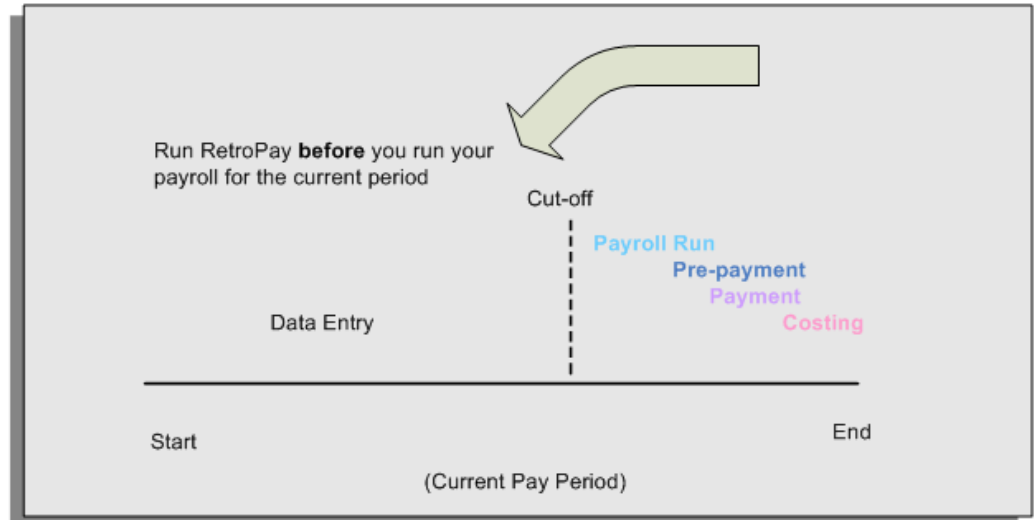 Run RetroPay before you run your
payroll for the current period
Cut-off
Payroll Run
Pre-payment
Payment
Costing
Data Entry
Start
End
(Current Pay Period)